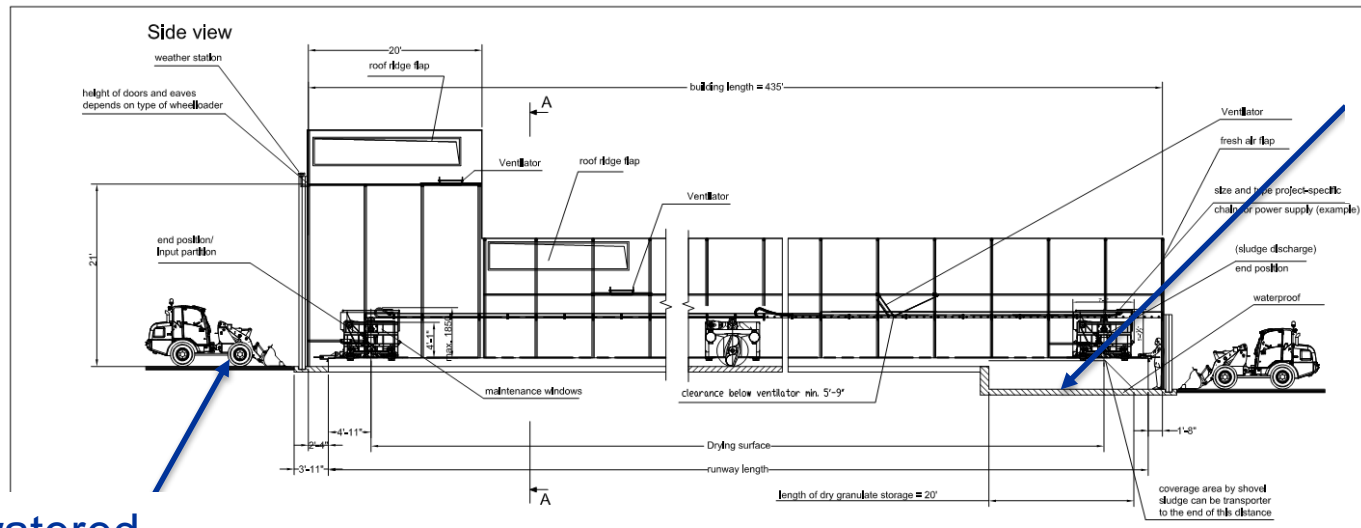 Side view
weather station
20'
roof ridge flap
building length = 435'
height of doors and eaves
depends on type of wheelloader
A
Ventilator
fresh air flap
Ventilator
roof ridge flap
size and type project-specific
chain for power supply (example)
Ventilator
end position/
input partition
21'
(sludge discharge)
end position
waterproof
4'-1"
max. 1850
maintenance windows
clearance below ventilator min. 5'-9"
4'-11"
2'-4"
1'-8"
Drying surface
3'-11"
runway length
A
length of dry granulate storage = 20'
coverage area by shovel
sludge can be transporter
to the end of this distance